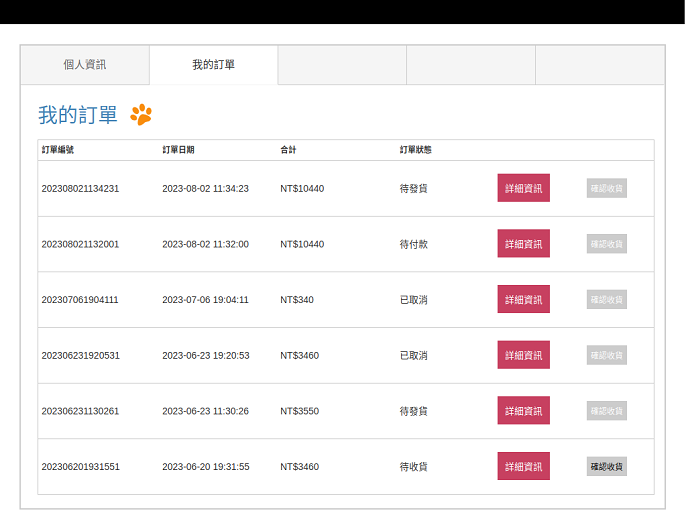 個人資訊 我的訂單
我的訂單
訂單編號 訂單日期 合計 訂單狀態
202308021134231 2023-08-02 11:34:23 NT$10440 待發貨 詳細資訊 確認收貨
202308021132001 2023-08-02 11:32:00 NT$10440 待付款 詳細資訊 確認收貨
202307061904111 2023-07-06 19:04:11 NT$340 已取消 詳細資訊 確認收貨
202306231920531 2023-06-23 19:20:53 NT$3460 已取消 詳細資訊 確認收貨
202306231130261 2023-06-23 11:30:26 NT$3550 待發貨 詳細資訊 確認收貨
202306201931551 2023-06-20 19:31:55 NT$3460 待收貨 詳細資訊 確認收貨